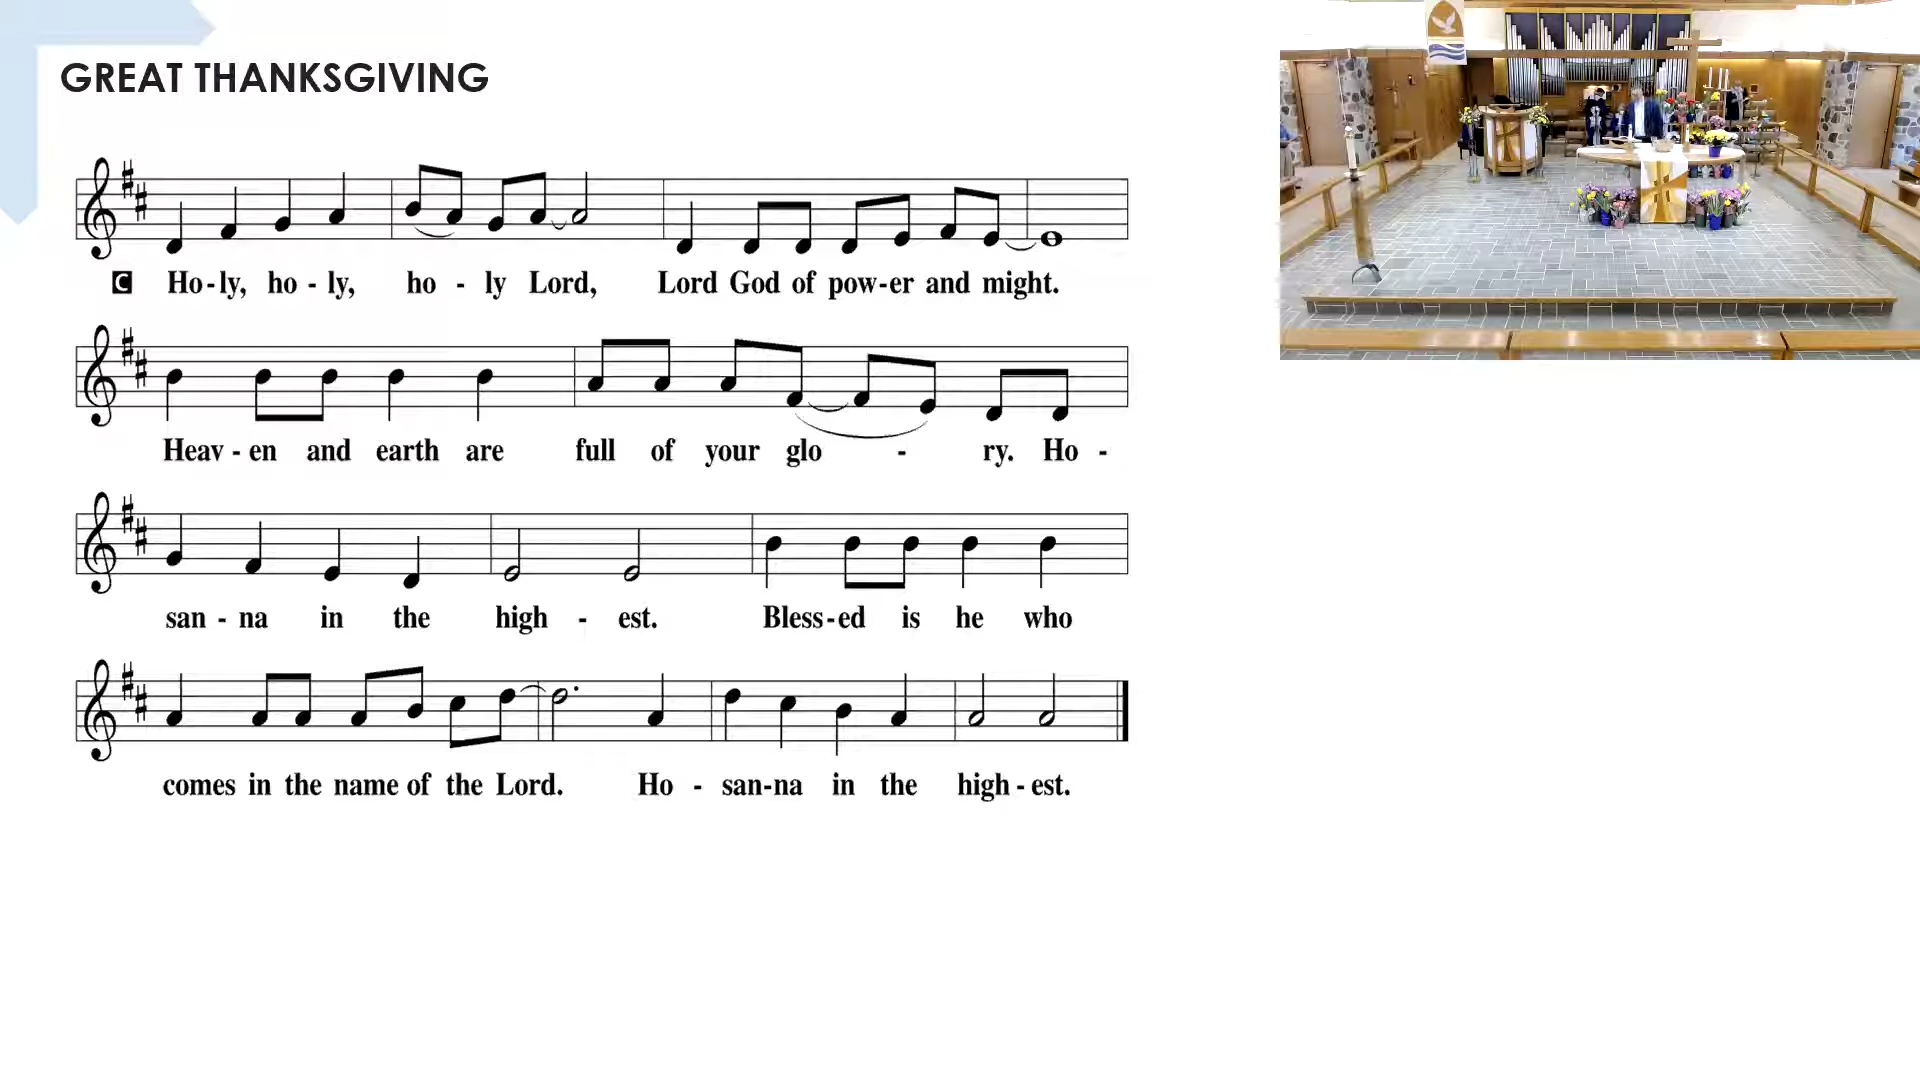 GREAT THANKSGIVING
C Ho-ly, ho - ly, ho - ly Lord, Lord God of pow-er and might.
Heav - en and earth are full of your glo - ry. Ho -
san - na in the high - est. Bless-ed is he who
comes in the name of the Lord. Ho - san-na in the high - est.